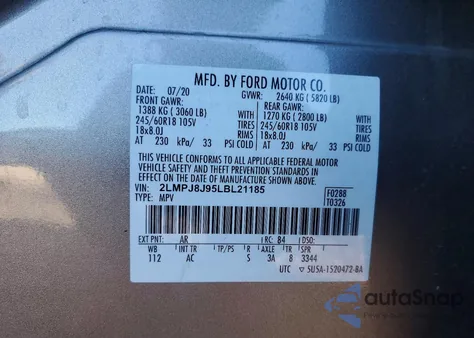 MFD. BY FORD MOTOR CO.
DATE: 07/20 GVWR: 2640 KG ( 5820 LB)
FRONT GAWR: REAR GAWR:
1388 KG ( 3060 LB) WITH 1270 KG ( 2800 LB) WITH
245/60R18 105V TIRES 245/60R18 105V TIRES
18x8.0J RIMS 18x8.0J RIMS
AT 230 kPa/ 33 PSI COLD AT 230 kPa/ 33 PSI COLD
THIS VEHICLE CONFORMS TO ALL APPLICABLE FEDERAL MOTOR
VEHICLE SAFETY AND THEFT PREVENTION STANDARDS IN
EFFECT ON THE DATE OF MANUFACTURE SHOWN ABOVE.
VIN: 2LMPJ8J95LBL21185 F0288
TYPE: MPV T0326
EXT PNT: AR RC: 84 DSO:
WB INT TR TP/PS R AXLE TR SPR
112 AC S 3A 8 3344
UTC ▽ 5USA-1520472-BA
autoSnap